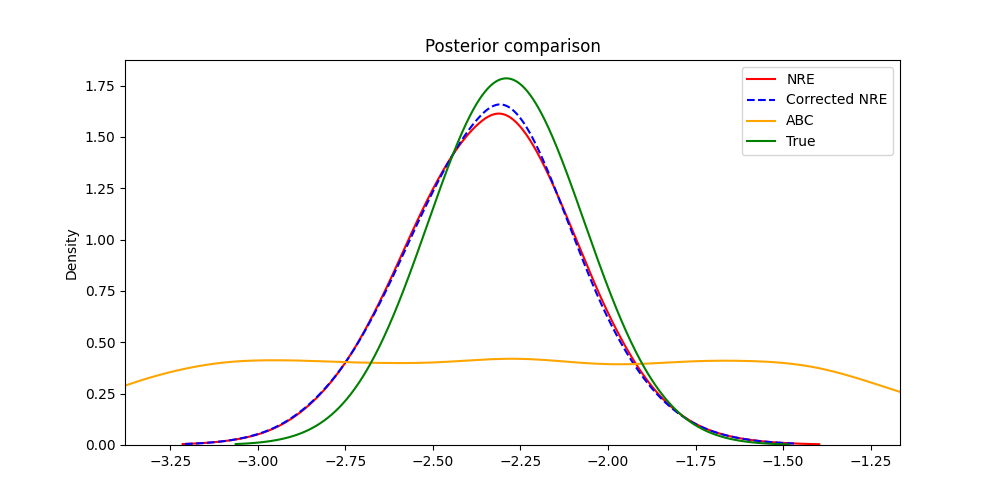 Posterior comparison
NRE
Corrected NRE
ABC
True
Density
1.75
1.50
1.25
1.00
0.75
0.50
0.25
0.00
−3.25 −3.00 −2.75 −2.50 −2.25 −2.00 −1.75 −1.50 −1.25